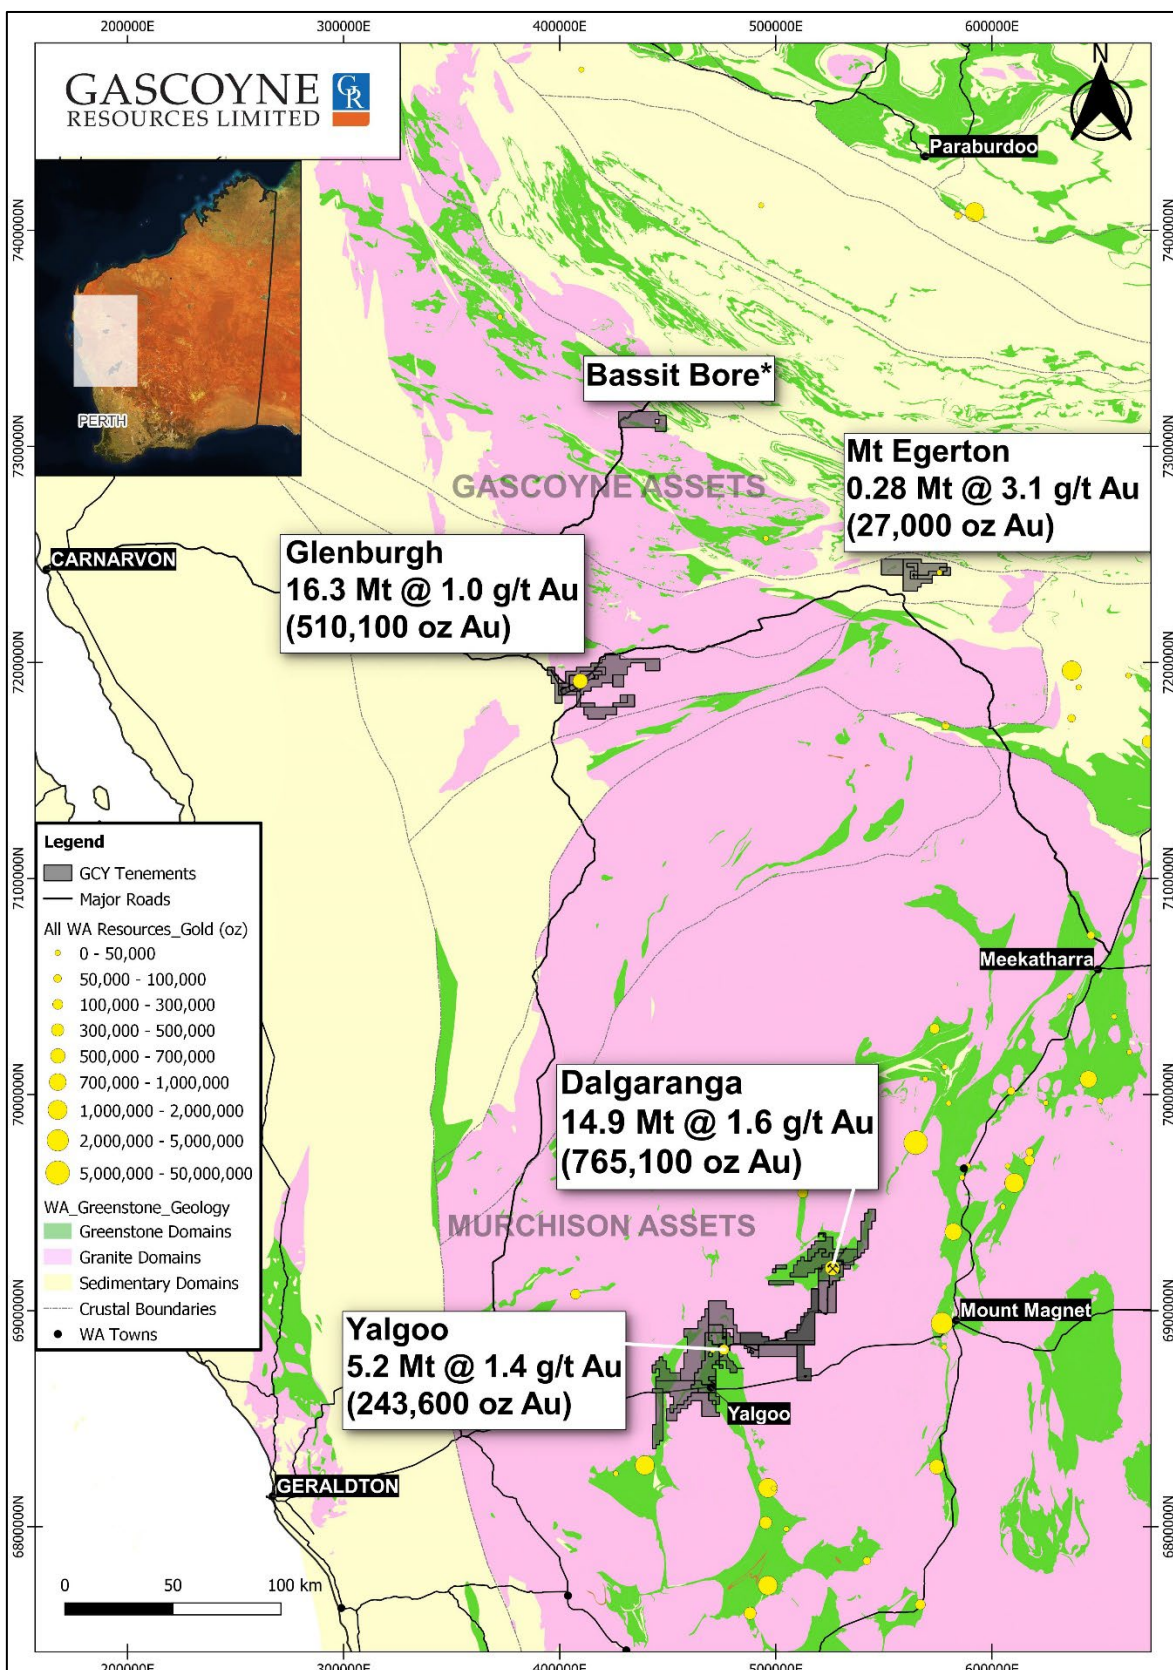 200000E 300000E 400000E 500000E 600000E
GASCOYNE
RESOURCES LIMITED
GR
N
Paraburdoo
7400000N
7400000N
PERTH
Bassit Bore*
7300000N
7300000N
GASCOYNE ASSETS
Mt Egerton
0.28 Mt @ 3.1 g/t Au
(27,000 oz Au)
CARNARVON
Glenburgh
16.3 Mt @ 1.0 g/t Au
(510,100 oz Au)
7200000N
7200000N
Legend
GCY Tenements
Major Roads
All WA Resources_Gold (oz)
0 - 50,000
50,000 - 100,000
100,000 - 300,000
300,000 - 500,000
500,000 - 700,000
700,000 - 1,000,000
1,000,000 - 2,000,000
2,000,000 - 5,000,000
5,000,000 - 50,000,000
WA_Greenstone_Geology
Greenstone Domains
Granite Domains
Sedimentary Domains
Crustal Boundaries
WA Towns
7100000N
7100000N
Meekatharra
7000000N
7000000N
Dalgaranga
14.9 Mt @ 1.6 g/t Au
(765,100 oz Au)
MURCHISON ASSETS
6900000N
6900000N
Mount Magnet
Yalgoo
5.2 Mt @ 1.4 g/t Au
(243,600 oz Au)
Yalgoo
GERALDTON
6800000N
6800000N
0 50 100 km
200000E 300000E 400000E 500000E 600000E